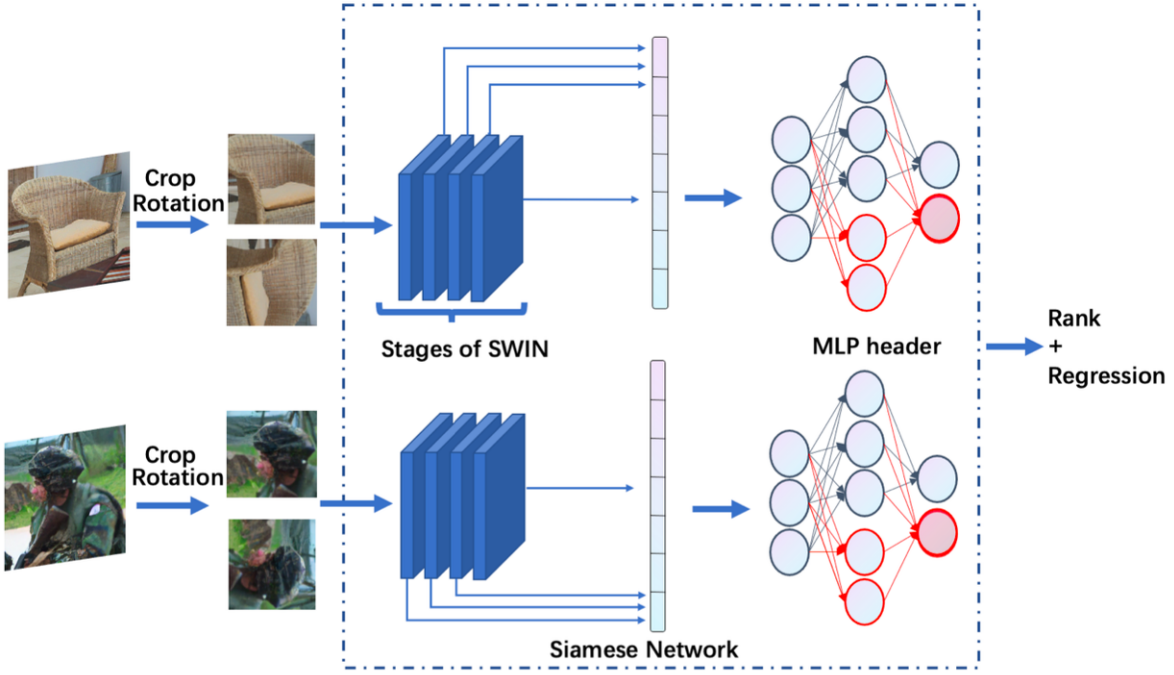 Crop
Rotation
Stages of SWIN
MLP header
Rank
+
Regression
Crop
Rotation
Siamese Network